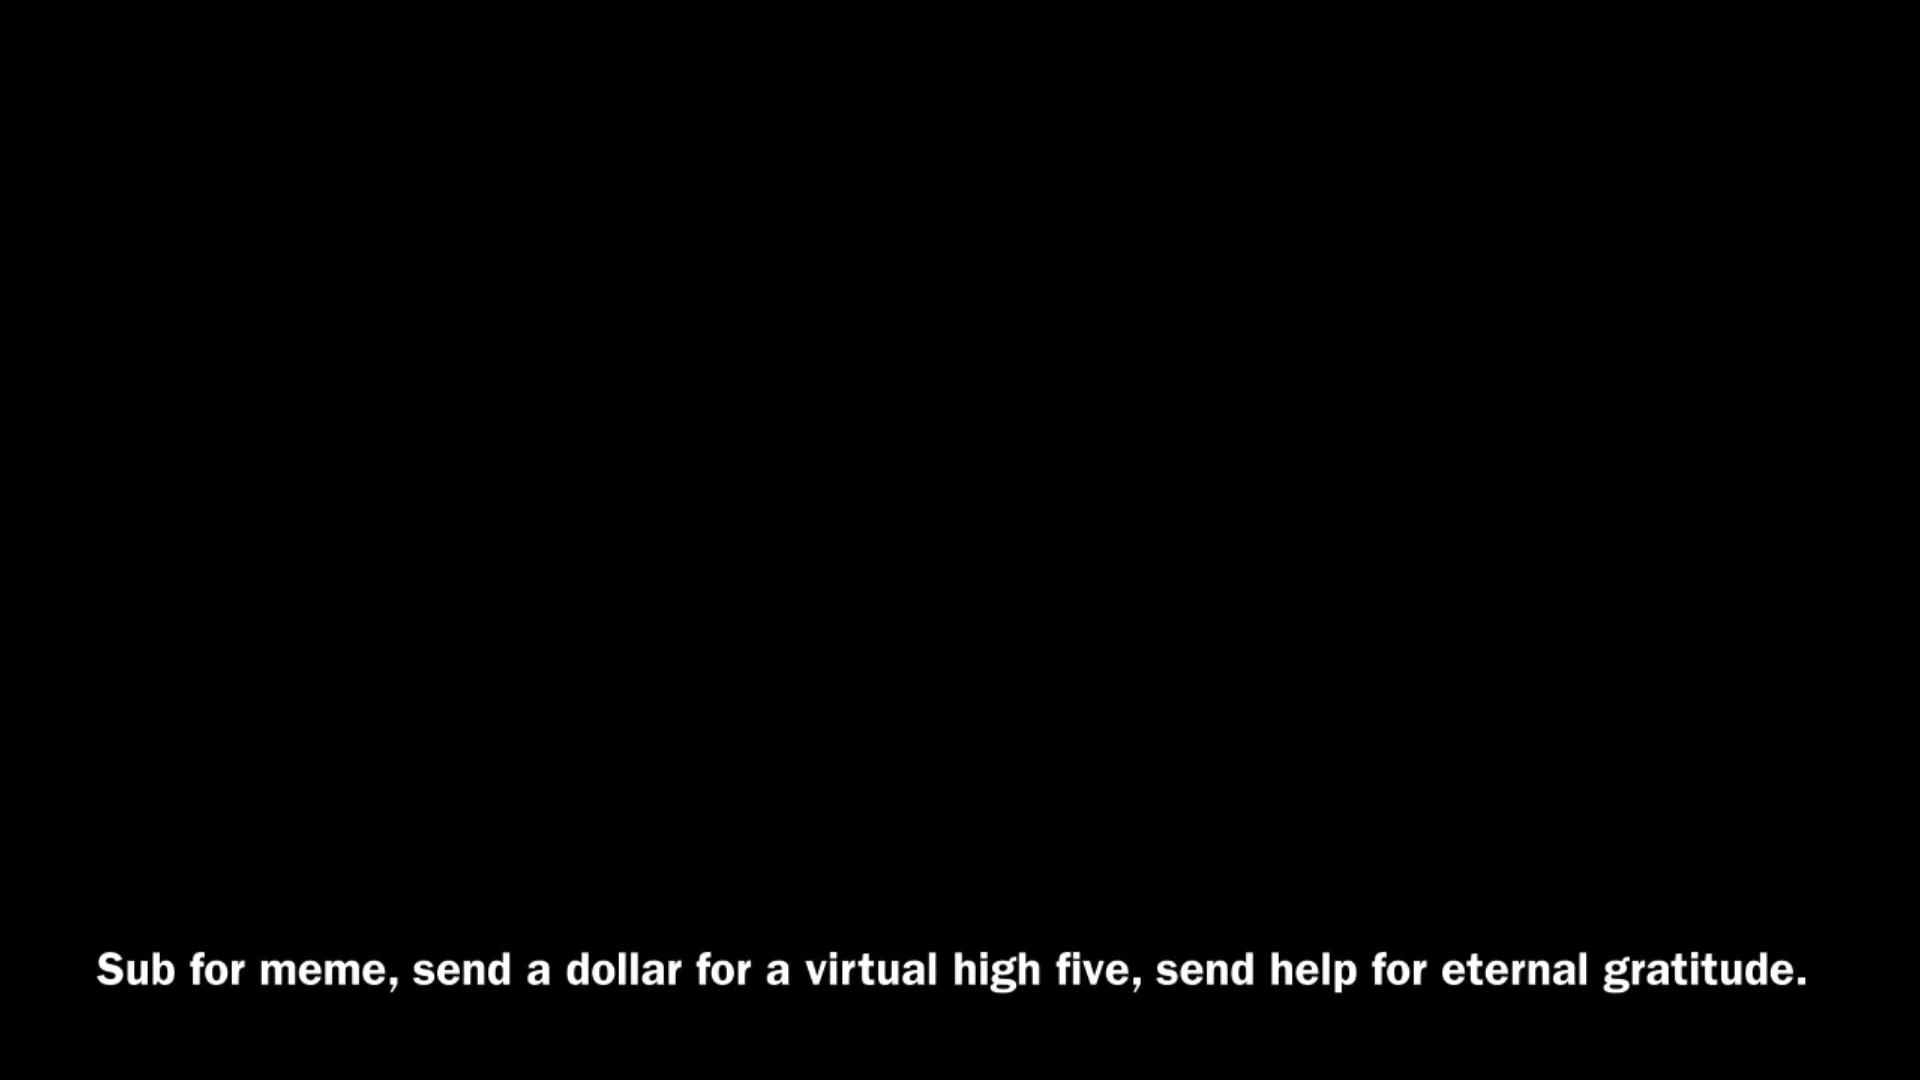 Sub for meme, send a dollar for a virtual high five, send help for eternal gratitude.